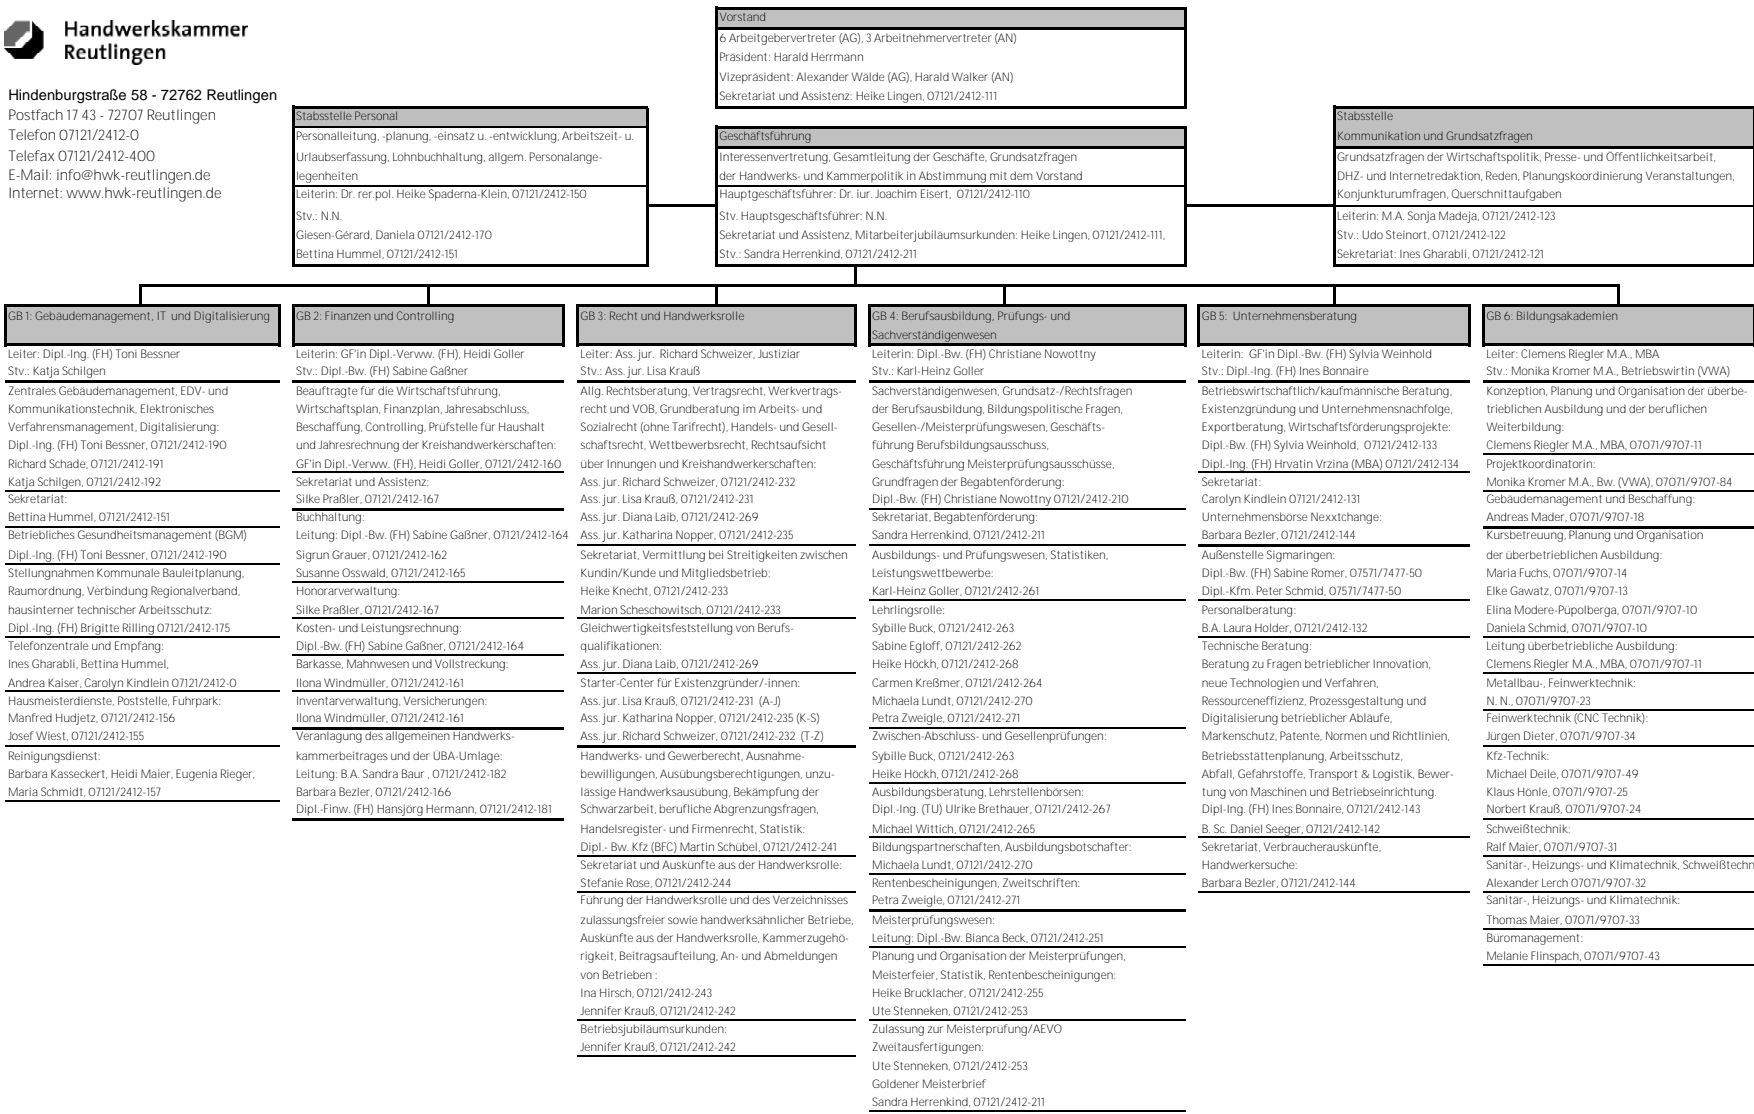 Handwerkskammer
Reutlingen
Hindenburgstraße 58 - 72762 Reutlingen
Postfach 17 43 - 72707 Reutlingen
Telefon 07121/2412-0
Telefax 07121/2412-400
E-Mail: info@hwk-reutlingen.de
Internet: www.hwk-reutlingen.de
Vorstand
6 Arbeitgebervertreter (AG), 3 Arbeitnehmervertreter (AN)
Präsident: Harald Herrmann
Vizepräsident: Alexander Wälde (AG), Harald Walker (AN)
Sekretariat und Assistenz: Heike Lingen, 07121/2412-111
Stabsstelle Personal
Personalleitung, -planung, -einsatz u. -entwicklung, Arbeitszeit- u.
Urlaubserfassung, Lohnbuchhaltung, allgem. Personalange-
legenheiten
Leiterin: Dr. rer.pol. Heike Spaderna-Klein, 07121/2412-150
Stv.: N.N.
Giesen-Gérard, Daniela 07121/2412-170
Bettina Hummel, 07121/2412-151
Geschäftsführung
Interessenvertretung, Gesamtleitung der Geschäfte, Grundsatzfragen
der Handwerks- und Kammerpolitik in Abstimmung mit dem Vorstand
Hauptgeschäftsführer: Dr. iur. Joachim Eisert, 07121/2412-110
Stv. Hauptsgeschäftsführer: N.N.
Sekretariat und Assistenz, Mitarbeiterjubiläumsurkunden: Heike Lingen, 07121/2412-111,
Stv.: Sandra Herrenkind, 07121/2412-211
Stabsstelle
Kommunikation und Grundsatzfragen
Grundsatzfragen der Wirtschaftspolitik, Presse- und Öffentlichkeitsarbeit,
DHZ- und Internetredaktion, Reden, Planungskoordinierung Veranstaltungen,
Konjunkturumfragen, Querschnittaufgaben
Leiterin: M.A. Sonja Madeja, 07121/2412-123
Stv.: Udo Steinort, 07121/2412-122
Sekretariat: Ines Gharabli, 07121/2412-121
GB 1: Gebäudemanagement, IT und Digitalisierung
Leiter: Dipl.-Ing. (FH) Toni Bessner
Stv.: Katja Schilgen
Zentrales Gebäudemanagement, EDV- und
Kommunikationstechnik, Elektronisches
Verfahrensmanagement, Digitalisierung:
Dipl.-Ing. (FH) Toni Bessner, 07121/2412-190
Richard Schade, 07121/2412-191
Katja Schilgen, 07121/2412-192
Sekretariat:
Bettina Hummel, 07121/2412-151
Betriebliches Gesundheitsmanagement (BGM)
Dipl.-Ing. (FH) Toni Bessner, 07121/2412-190
Stellungnahmen Kommunale Bauleitplanung,
Raumordnung, Verbindung Regionalverband,
hausinterner technischer Arbeitsschutz:
Dipl.-Ing. (FH) Brigitte Rilling 07121/2412-175
Telefonzentrale und Empfang:
Ines Gharabli, Bettina Hummel,
Andrea Kaiser, Carolyn Kindlein 07121/2412-0
Hausmeisterdienste, Poststelle, Fuhrpark:
Manfred Hudjetz, 07121/2412-156
Josef Wiest, 07121/2412-155
Reinigungsdienst:
Barbara Kasseckert, Heidi Maier, Eugenia Rieger,
Maria Schmidt, 07121/2412-157
GB 2: Finanzen und Controlling
Leiterin: GF'in Dipl.-Verww. (FH), Heidi Goller
Stv.: Dipl.-Bw. (FH) Sabine Gaßner
Beauftragte für die Wirtschaftsführung,
Wirtschaftsplan, Finanzplan, Jahresabschluss,
Beschaffung, Controlling, Prüfstelle für Haushalt
und Jahresrechnung der Kreishandwerkerschaften:
GF'in Dipl.-Verww. (FH), Heidi Goller, 07121/2412-160
Sekretariat und Assistenz:
Silke Praßler, 07121/2412-167
Buchhaltung:
Leitung: Dipl.-Bw. (FH) Sabine Gaßner, 07121/2412-164
Sigrun Grauer, 07121/2412-162
Susanne Osswald, 07121/2412-165
Honorarverwaltung:
Silke Praßler, 07121/2412-167
Kosten- und Leistungsrechnung:
Dipl.-Bw. (FH) Sabine Gaßner, 07121/2412-164
Barkasse, Mahnwesen und Vollstreckung:
Ilona Windmüller, 07121/2412-161
Inventarverwaltung, Versicherungen:
Ilona Windmüller, 07121/2412-161
Veranlagung des allgemeinen Handwerks-
kammerbeitrages und der ÜBA-Umlage:
Leitung: B.A. Sandra Baur , 07121/2412-182
Barbara Bezler, 07121/2412-166
Dipl.-Finw. (FH) Hansjörg Hermann, 07121/2412-181
GB 3: Recht und Handwerksrolle
Leiter: Ass. jur. Richard Schweizer, Justiziar
Stv.: Ass. jur. Lisa Krauß
Allg. Rechtsberatung, Vertragsrecht, Werkvertrags-
recht und VOB, Grundberatung im Arbeits- und
Sozialrecht (ohne Tarifrecht), Handels- und Gesell-
schaftsrecht, Wettbewerbsrecht, Rechtsaufsicht
über Innungen und Kreishandwerkerschaften:
Ass. jur. Richard Schweizer, 07121/2412-232
Ass. jur. Lisa Krauß, 07121/2412-231
Ass. jur. Diana Laib, 07121/2412-269
Ass. jur. Katharina Nopper, 07121/2412-235
Sekretariat, Vermittlung bei Streitigkeiten zwischen
Kundin/Kunde und Mitgliedsbetrieb:
Heike Knecht, 07121/2412-233
Marion Scheschowitsch, 07121/2412-233
Gleichwertigkeitsfeststellung von Berufs-
qualifikationen:
Ass. jur. Diana Laib, 07121/2412-269
Starter-Center für Existenzgründer/-innen:
Ass. jur. Lisa Krauß, 07121/2412-231 (A-J)
Ass. jur. Katharina Nopper, 07121/2412-235 (K-S)
Ass. jur. Richard Schweizer, 07121/2412-232 (T-Z)
Handwerks- und Gewerberecht, Ausnahme-
bewilligungen, Ausübungsberechtigungen, unzu-
lässige Handwerksausübung, Bekämpfung der
Schwarzarbeit, berufliche Abgrenzungsfragen,
Handelsregister- und Firmenrecht, Statistik:
Dipl.- Bw. Kfz (BFC) Martin Schübel, 07121/2412-241
Sekretariat und Auskünfte aus der Handwerksrolle:
Stefanie Rose, 07121/2412-244
Führung der Handwerksrolle und des Verzeichnisses
zulassungsfreier sowie handwerksähnlicher Betriebe,
Auskünfte aus der Handwerksrolle, Kammerzugehö-
rigkeit, Beitragsaufteilung, An- und Abmeldungen
von Betrieben :
Ina Hirsch, 07121/2412-243
Jennifer Krauß, 07121/2412-242
Betriebsjubiläumsurkunden:
Jennifer Krauß, 07121/2412-242
GB 4: Berufsausbildung, Prüfungs- und
Sachverständigenwesen
Leiterin: Dipl.-Bw. (FH) Christiane Nowottny
Stv.: Karl-Heinz Goller
Sachverständigenwesen, Grundsatz-/Rechtsfragen
der Berufsausbildung, Bildungspolitische Fragen,
Gesellen-/Meisterprüfungswesen, Geschäfts-
führung Berufsbildungsausschuss,
Geschäftsführung Meisterprüfungsausschüsse,
Grundfragen der Begabtenförderung:
Dipl.-Bw. (FH) Christiane Nowottny 07121/2412-210
Sekretariat, Begabtenförderung:
Sandra Herrenkind, 07121/2412-211
Ausbildungs- und Prüfungswesen, Statistiken,
Leistungswettbewerbe:
Karl-Heinz Goller, 07121/2412-261
Lehrlingsrolle:
Sybille Buck, 07121/2412-263
Sabine Egloff, 07121/2412-262
Heike Höckh, 07121/2412-268
Carmen Kreßmer, 07121/2412-264
Michaela Lundt, 07121/2412-270
Petra Zweigle, 07121/2412-271
Zwischen-Abschluss- und Gesellenprüfungen:
Sybille Buck, 07121/2412-263
Heike Höckh, 07121/2412-268
Ausbildungsberatung, Lehrstellenbörsen:
Dipl.-Ing. (TU) Ulrike Brethauer, 07121/2412-267
Michael Wittich, 07121/2412-265
Bildungspartnerschaften, Ausbildungsbotschafter:
Michaela Lundt, 07121/2412-270
Rentenbescheinigungen, Zweitschriften:
Petra Zweigle, 07121/2412-271
Meisterprüfungswesen:
Leitung: Dipl.-Bw. Bianca Beck, 07121/2412-251
Planung und Organisation der Meisterprüfungen,
Meisterfeier, Statistik, Rentenbescheinigungen:
Heike Brucklacher, 07121/2412-255
Ute Stenneken, 07121/2412-253
Zulassung zur Meisterprüfung/AEVO
Zweitausfertigungen:
Ute Stenneken, 07121/2412-253
Goldener Meisterbrief
Sandra Herrenkind, 07121/2412-211
GB 5: Unternehmensberatung
Leiterin: GF'in Dipl.-Bw. (FH) Sylvia Weinhold
Stv.: Dipl.-Ing. (FH) Ines Bonnaire
Betriebswirtschaftlich/kaufmännische Beratung,
Existenzgründung und Unternehmensnachfolge,
Exportberatung, Wirtschaftsförderungsprojekte:
Dipl.-Bw. (FH) Sylvia Weinhold, 07121/2412-133
Dipl.-Ing. (FH) Hrvatin Vrzina (MBA) 07121/2412-134
Sekretariat:
Carolyn Kindlein 07121/2412-131
Unternehmensbörse Nexxtchange:
Barbara Bezler, 07121/2412-144
Außenstelle Sigmaringen:
Dipl.-Bw. (FH) Sabine Romer, 07571/7477-50
Dipl.-Kfm. Peter Schmid, 07571/7477-50
Personalberatung:
B.A. Laura Holder, 07121/2412-132
Technische Beratung:
Beratung zu Fragen betrieblicher Innovation,
neue Technologien und Verfahren,
Ressourceneffizienz, Prozessgestaltung und
Digitalisierung betrieblicher Abläufe,
Markenschutz, Patente, Normen und Richtlinien,
Betriebsstättenplanung, Arbeitsschutz,
Abfall, Gefahrstoffe, Transport & Logistik, Bewer-
tung von Maschinen und Betriebseinrichtung.
Dipl-Ing. (FH) Ines Bonnaire, 07121/2412-143
B. Sc. Daniel Seeger, 07121/2412-142
Sekretariat, Verbraucherauskünfte,
Handwerkersuche:
Barbara Bezler, 07121/2412-144
GB 6: Bildungsakademien
Leiter: Clemens Riegler M.A., MBA
Stv.: Monika Kromer M.A., Betriebswirtin (VWA)
Konzeption, Planung und Organisation der überbe-
trieblichen Ausbildung und der beruflichen
Weiterbildung:
Clemens Riegler M.A., MBA, 07071/9707-11
Projektkoordinatorin:
Monika Kromer M.A., Bw. (VWA), 07071/9707-84
Gebäudemanagement und Beschaffung:
Andreas Mader, 07071/9707-18
Kursbetreuung, Planung und Organisation
der überbetrieblichen Ausbildung:
Maria Fuchs, 07071/9707-14
Elke Gawatz, 07071/9707-13
Elina Modere-Püpolberga, 07071/9707-10
Daniela Schmid, 07071/9707-10
Leitung überbetriebliche Ausbildung:
Clemens Riegler M.A., MBA, 07071/9707-11
Metallbau-, Feinwerktechnik:
N. N., 07071/9707-23
Feinwerktechnik (CNC Technik):
Jürgen Dieter, 07071/9707-34
Kfz-Technik:
Michael Deile, 07071/9707-49
Klaus Hönle, 07071/9707-25
Norbert Krauß, 07071/9707-24
Schweißtechnik:
Ralf Maier, 07071/9707-31
Sanitär-, Heizungs- und Klimatechnik, Schweißtechn
Alexander Lerch 07071/9707-32
Sanitär-, Heizungs- und Klimatechnik:
Thomas Maier, 07071/9707-33
Büromanagement:
Melanie Flinspach, 07071/9707-43